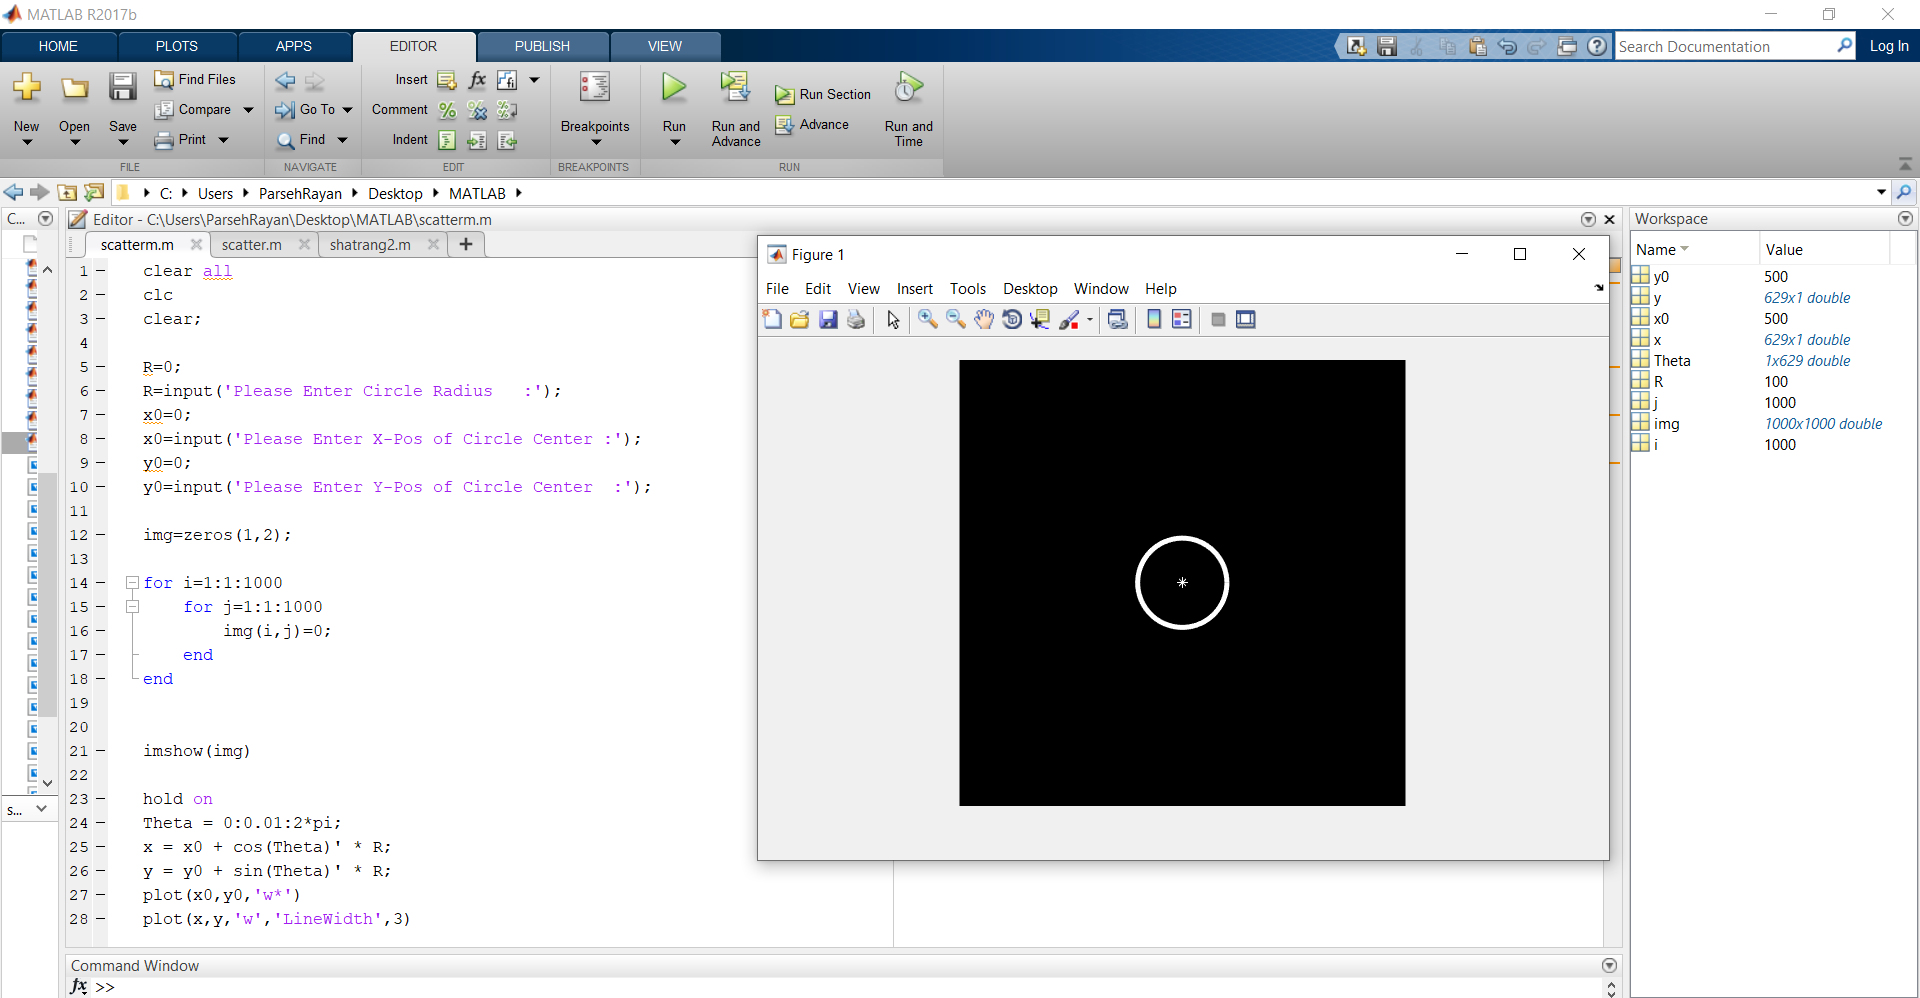 MATLAB R2017b
HOME PLOTS APPS EDITOR PUBLISH VIEW
Search Documentation
Log In
New Open Save Find Files Compare Print
Go To Find
Insert fx Comment Indent
Breakpoints
Run Run and Advance Run Section Advance Run and Time
FILE NAVIGATE EDIT BREAKPOINTS RUN
C: Users ParsehRayan Desktop MATLAB
C...
Editor - C:\Users\ParsehRayan\Desktop\MATLAB\scatterm.m
scatterm.m scatter.m shatrang2.m +
1 clear all
2 clc
3 clear;
4
5 R=0;
6 R=input('Please Enter Circle Radius   :');
7 x0=0;
8 x0=input('Please Enter X-Pos of Circle Center :');
9 y0=0;
10 y0=input('Please Enter Y-Pos of Circle Center  :');
11
12 img=zeros(1,2);
13
14 for i=1:1:1000
15     for j=1:1:1000
16         img(i,j)=0;
17     end
18 end
19
20
21 imshow(img)
22
23 hold on
24 Theta = 0:0.01:2*pi;
25 x = x0 + cos(Theta)' * R;
26 y = y0 + sin(Theta)' * R;
27 plot(x0,y0,'w*')
28 plot(x,y,'w','LineWidth',3)
s...
Command Window
fx >>
Figure 1
File Edit View Insert Tools Desktop Window Help
Workspace
Name Value
y0 500
y 629x1 double
x0 500
x 629x1 double
Theta 1x629 double
R 100
j 1000
img 1000x1000 double
i 1000